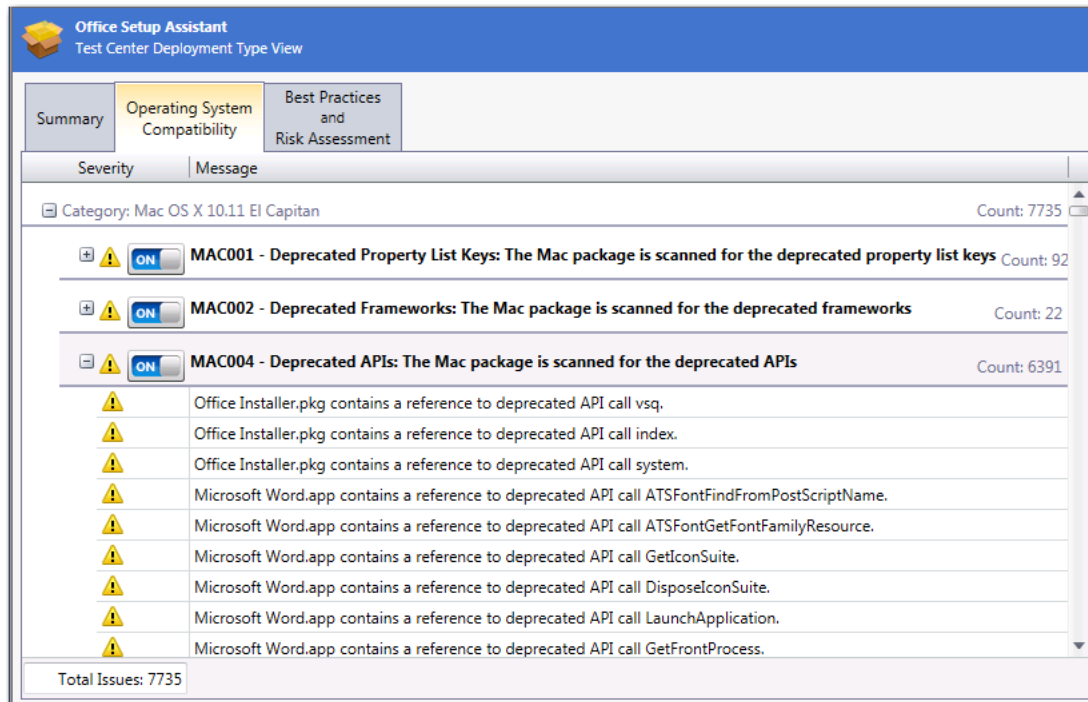 Office Setup Assistant
Test Center Deployment Type View
Summary
Operating System
Compatibility
Best Practices
and
Risk Assessment
Severity Message
Category: Mac OS X 10.11 El Capitan Count: 7735
ON MAC001 - Deprecated Property List Keys: The Mac package is scanned for the deprecated property list keys Count: 92
ON MAC002 - Deprecated Frameworks: The Mac package is scanned for the deprecated frameworks Count: 22
ON MAC004 - Deprecated APIs: The Mac package is scanned for the deprecated APIs Count: 6391
Office Installer.pkg contains a reference to deprecated API call vsq.
Office Installer.pkg contains a reference to deprecated API call index.
Office Installer.pkg contains a reference to deprecated API call system.
Microsoft Word.app contains a reference to deprecated API call ATSFontFindFromPostScriptName.
Microsoft Word.app contains a reference to deprecated API call ATSFontGetFontFamilyResource.
Microsoft Word.app contains a reference to deprecated API call GetIconSuite.
Microsoft Word.app contains a reference to deprecated API call DisposeIconSuite.
Microsoft Word.app contains a reference to deprecated API call LaunchApplication.
Microsoft Word.app contains a reference to deprecated API call GetFrontProcess.
Total Issues: 7735